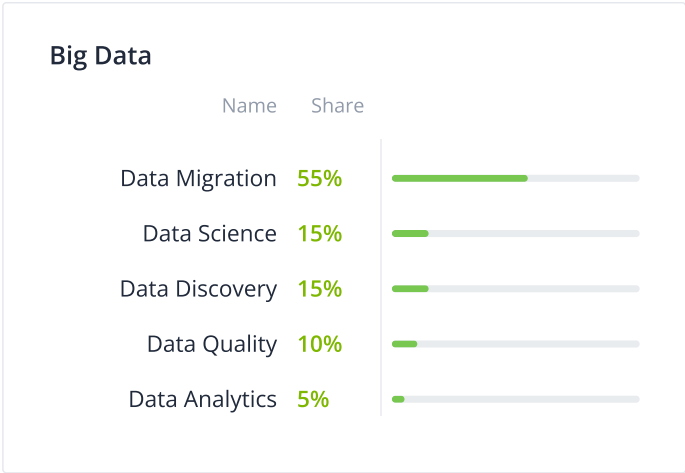 Big Data
Name Share
Data Migration 55%
Data Science 15%
Data Discovery 15%
Data Quality 10%
Data Analytics 5%